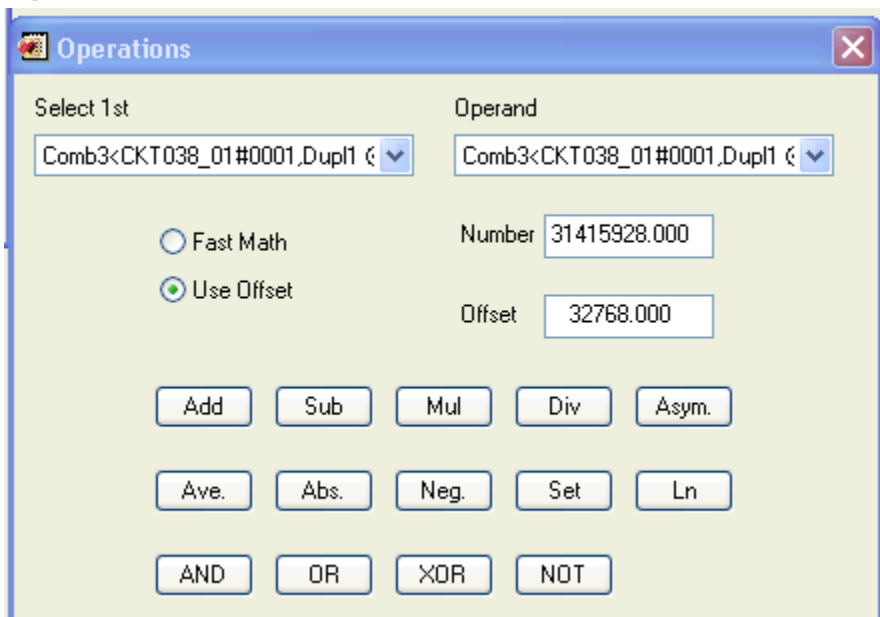 Operations
Select 1st Operand
Comb3<CKT038_01#0001,Dupl1 Comb3<CKT038_01#0001,Dupl1
Fast Math
Number 31415928.000
Use Offset
Offset 32768.000
Add Sub Mul Div Asym.
Ave. Abs. Neg. Set Ln
AND OR XOR NOT